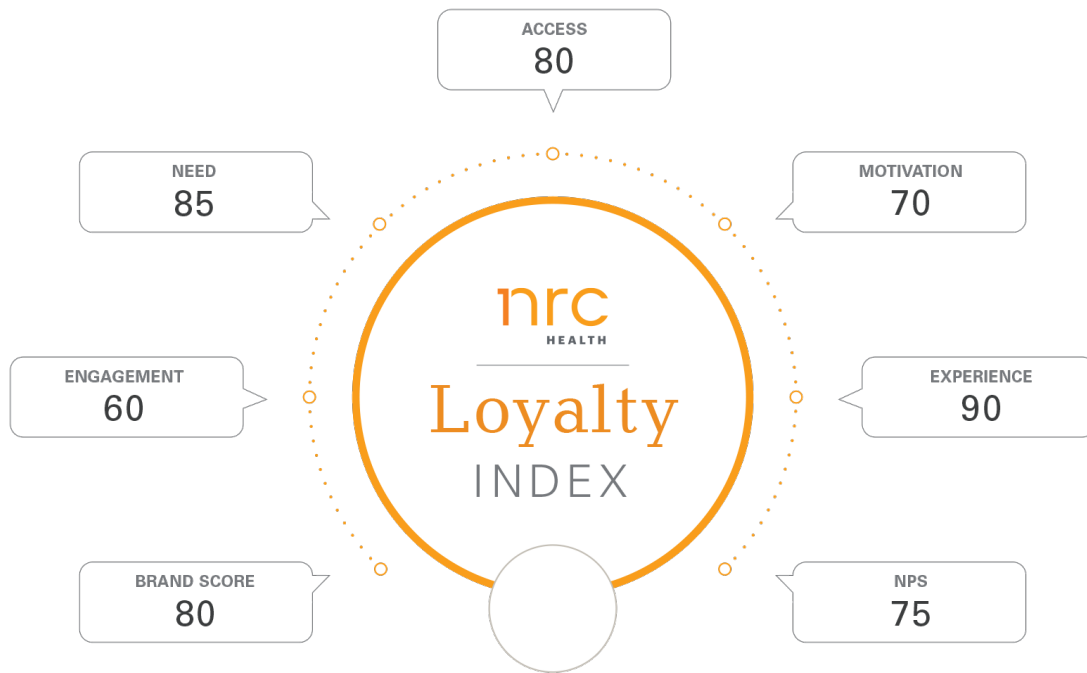 ACCESS
80
NEED
85
MOTIVATION
70
nrc
HEALTH
Loyalty
INDEX
ENGAGEMENT
60
EXPERIENCE
90
BRAND SCORE
80
NPS
75